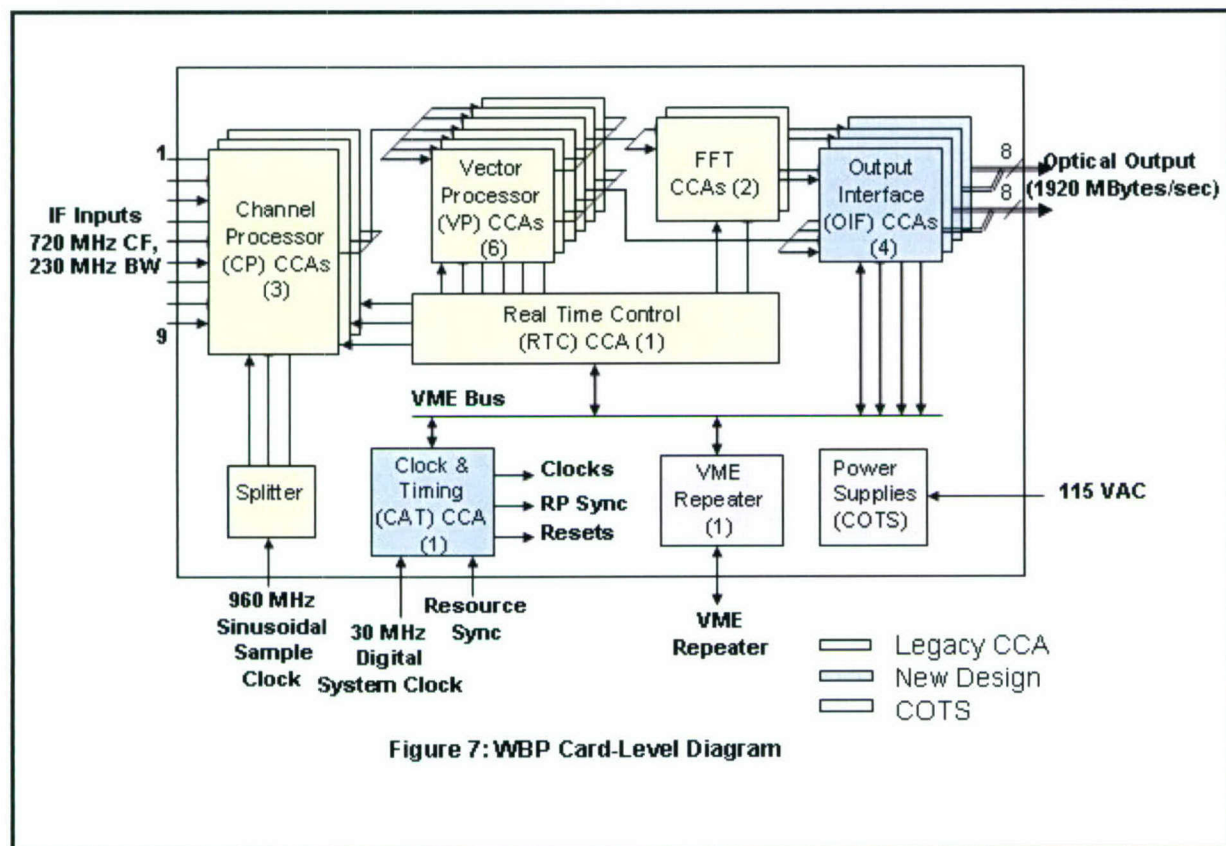 1
IF Inputs
720 MHz CF,
230 MHz BW
9
Channel
Processor
(CP) CCAs
(3)
Vector
Processor
(VP) CCAs
(6)
FFT
CCAs (2)
Output
Interface
(OIF) CCAs
(4)
8
8
Optical Output
(1920 MBytes/sec)
Real Time Control
(RTC) CCA (1)
VME Bus
Splitter
Clock &
Timing
(CAT) CCA
(1)
Clocks
RP Sync
Resets
VME
Repeater
(1)
Power
Supplies
(COTS)
115 VAC
960 MHz
Sinusoidal
Sample
Clock
30 MHz
Digital
System Clock
Resource
Sync
VME
Repeater
Legacy CCA
New Design
COTS
Figure 7: WBP Card-Level Diagram